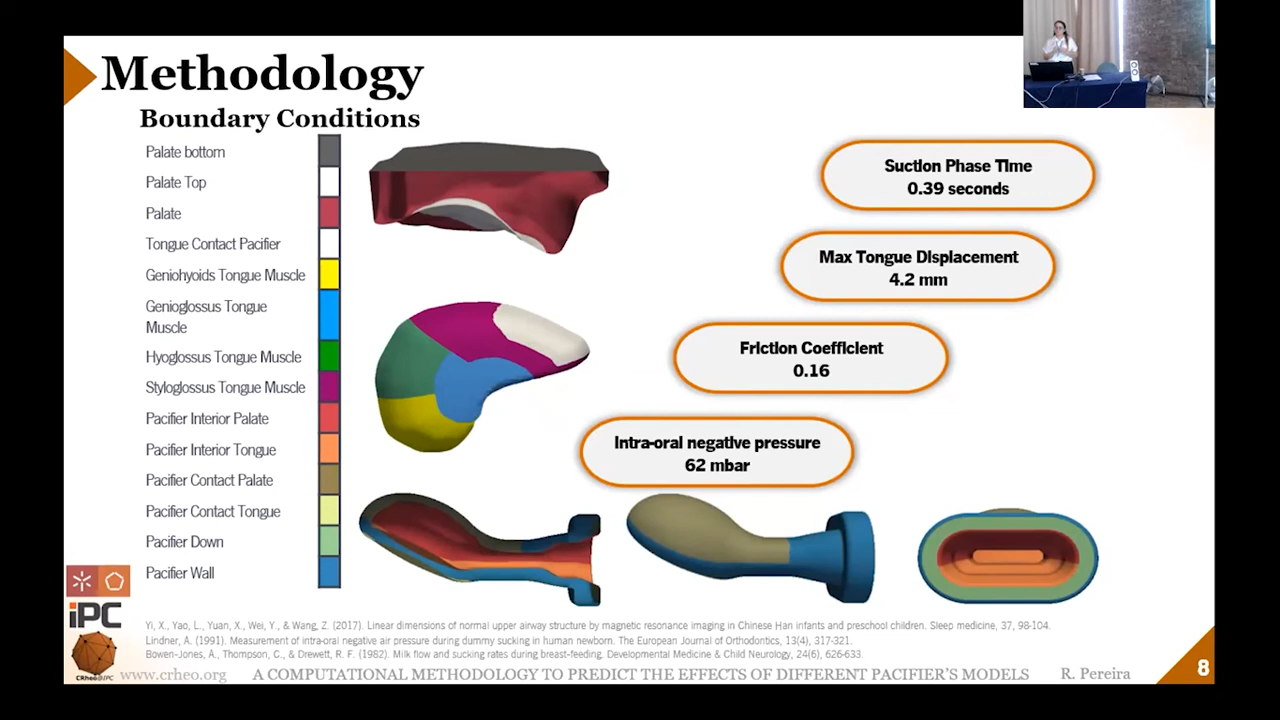 Methodology
Boundary Conditions
Palate bottom
Palate Top
Palate
Tongue Contact Pacifier
Geniohyoids Tongue Muscle
Genioglossus Tongue
Muscle
Hyoglossus Tongue Muscle
Styloglossus Tongue Muscle
Pacifier Interior Palate
Pacifier Interior Tongue
Pacifier Contact Palate
Pacifier Contact Tongue
Pacifier Down
Pacifier Wall
Suction Phase Time
0.39 seconds
Max Tongue Displacement
4.2 mm
Friction Coefficient
0.16
Intra-oral negative pressure
62 mbar
Yi, X., Yao, L., Yuan, X., Wei, Y., & Wang, Z. (2017). Linear dimensions of normal upper airway structure by magnetic resonance imaging in Chinese Han infants and preschool children. Sleep medicine, 37, 98-104.
Lindner, A. (1991). Measurement of intra-oral negative air pressure during dummy sucking in human newborn. The European Journal of Orthodontics, 13(4), 317-321.
Bowen-Jones, A., Thompson, C., & Drewett, R. F. (1982). Milk flow and sucking rates during breast-feeding. Developmental Medicine & Child Neurology, 24(6), 626-633.
iPC
CRheo@IPC
www.crheo.org
A COMPUTATIONAL METHODOLOGY TO PREDICT THE EFFECTS OF DIFFERENT PACIFIER'S MODELS
R. Pereira
8